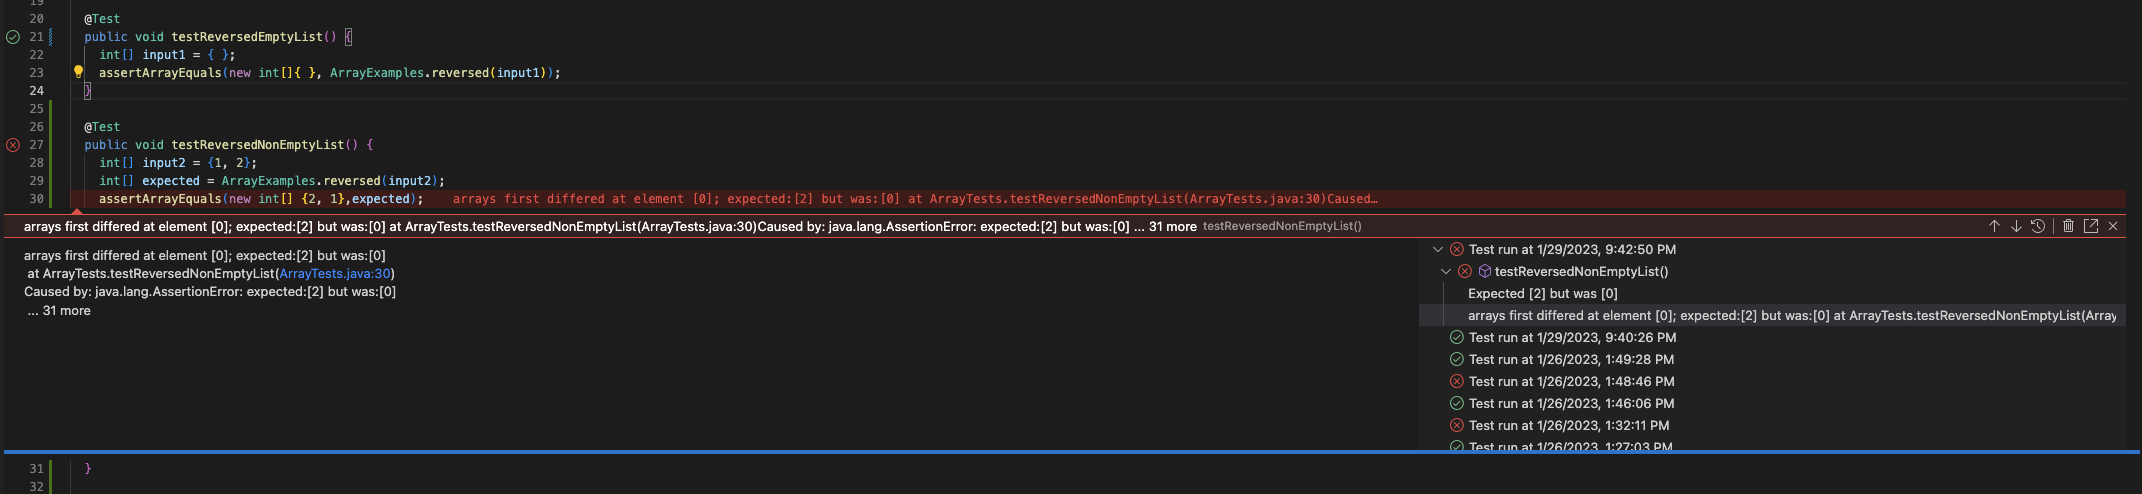 19
20 @Test
21 public void testReversedEmptyList() {
22 int[] input1 = { };
23 assertArrayEquals(new int[]{ }, ArrayExamples.reversed(input1));
24 }
25
26 @Test
27 public void testReversedNonEmptyList() {
28 int[] input2 = {1, 2};
29 int[] expected = ArrayExamples.reversed(input2);
30 assertArrayEquals(new int[] {2, 1},expected); arrays first differed at element [0]; expected:[2] but was:[0] at ArrayTests.testReversedNonEmptyList(ArrayTests.java:30)Caused…
arrays first differed at element [0]; expected:[2] but was:[0] at ArrayTests.testReversedNonEmptyList(ArrayTests.java:30)Caused by: java.lang.AssertionError: expected:[2] but was:[0] ... 31 more testReversedNonEmptyList()
arrays first differed at element [0]; expected:[2] but was:[0]
at ArrayTests.testReversedNonEmptyList(ArrayTests.java:30)
Caused by: java.lang.AssertionError: expected:[2] but was:[0]
... 31 more
Test run at 1/29/2023, 9:42:50 PM
testReversedNonEmptyList()
Expected [2] but was [0]
arrays first differed at element [0]; expected:[2] but was:[0] at ArrayTests.testReversedNonEmptyList(Array
Test run at 1/29/2023, 9:40:26 PM
Test run at 1/26/2023, 1:49:28 PM
Test run at 1/26/2023, 1:48:46 PM
Test run at 1/26/2023, 1:46:06 PM
Test run at 1/26/2023, 1:32:11 PM
Test run at 1/26/2023, 1:27:03 PM
31 }
32